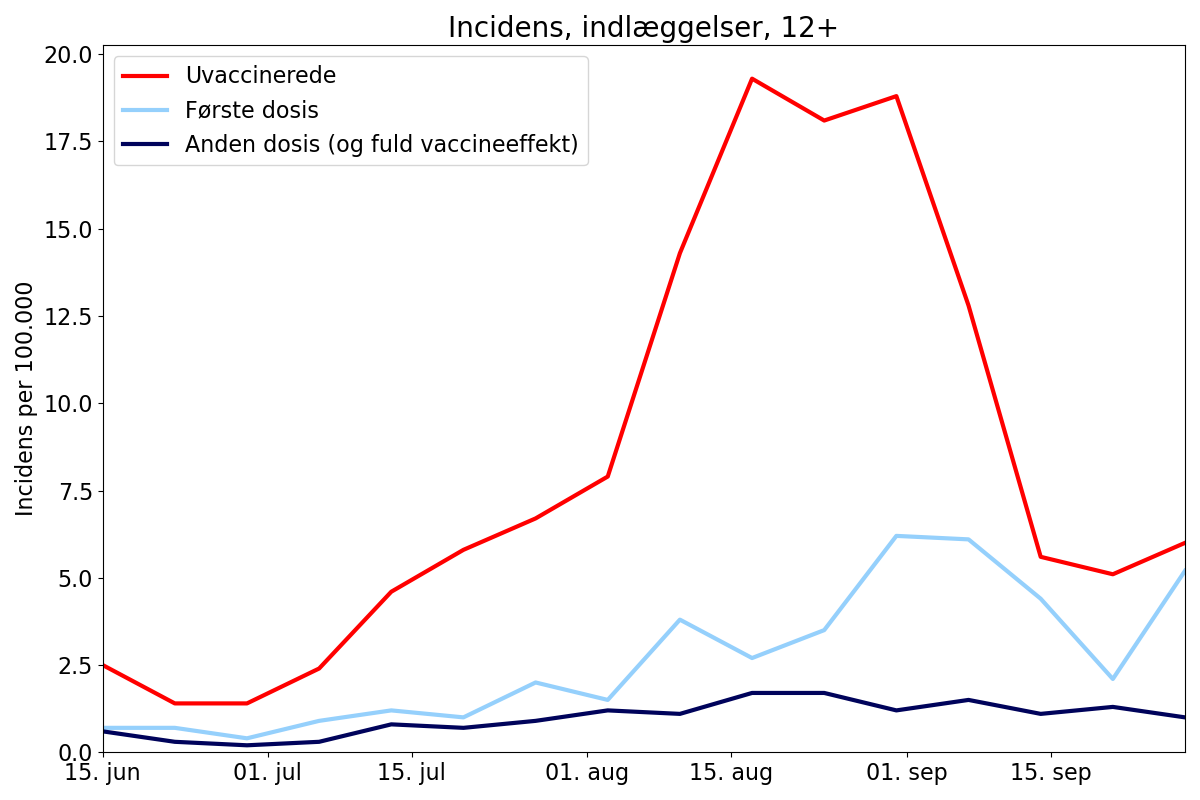 Incidens, indlæggelser, 12+
Uvaccinerede
Første dosis
Anden dosis (og fuld vaccineeffekt)
Incidens per 100.000
20.0
17.5
15.0
12.5
10.0
7.5
5.0
2.5
0.0
15. jun
01. jul
15. jul
01. aug
15. aug
01. sep
15. sep